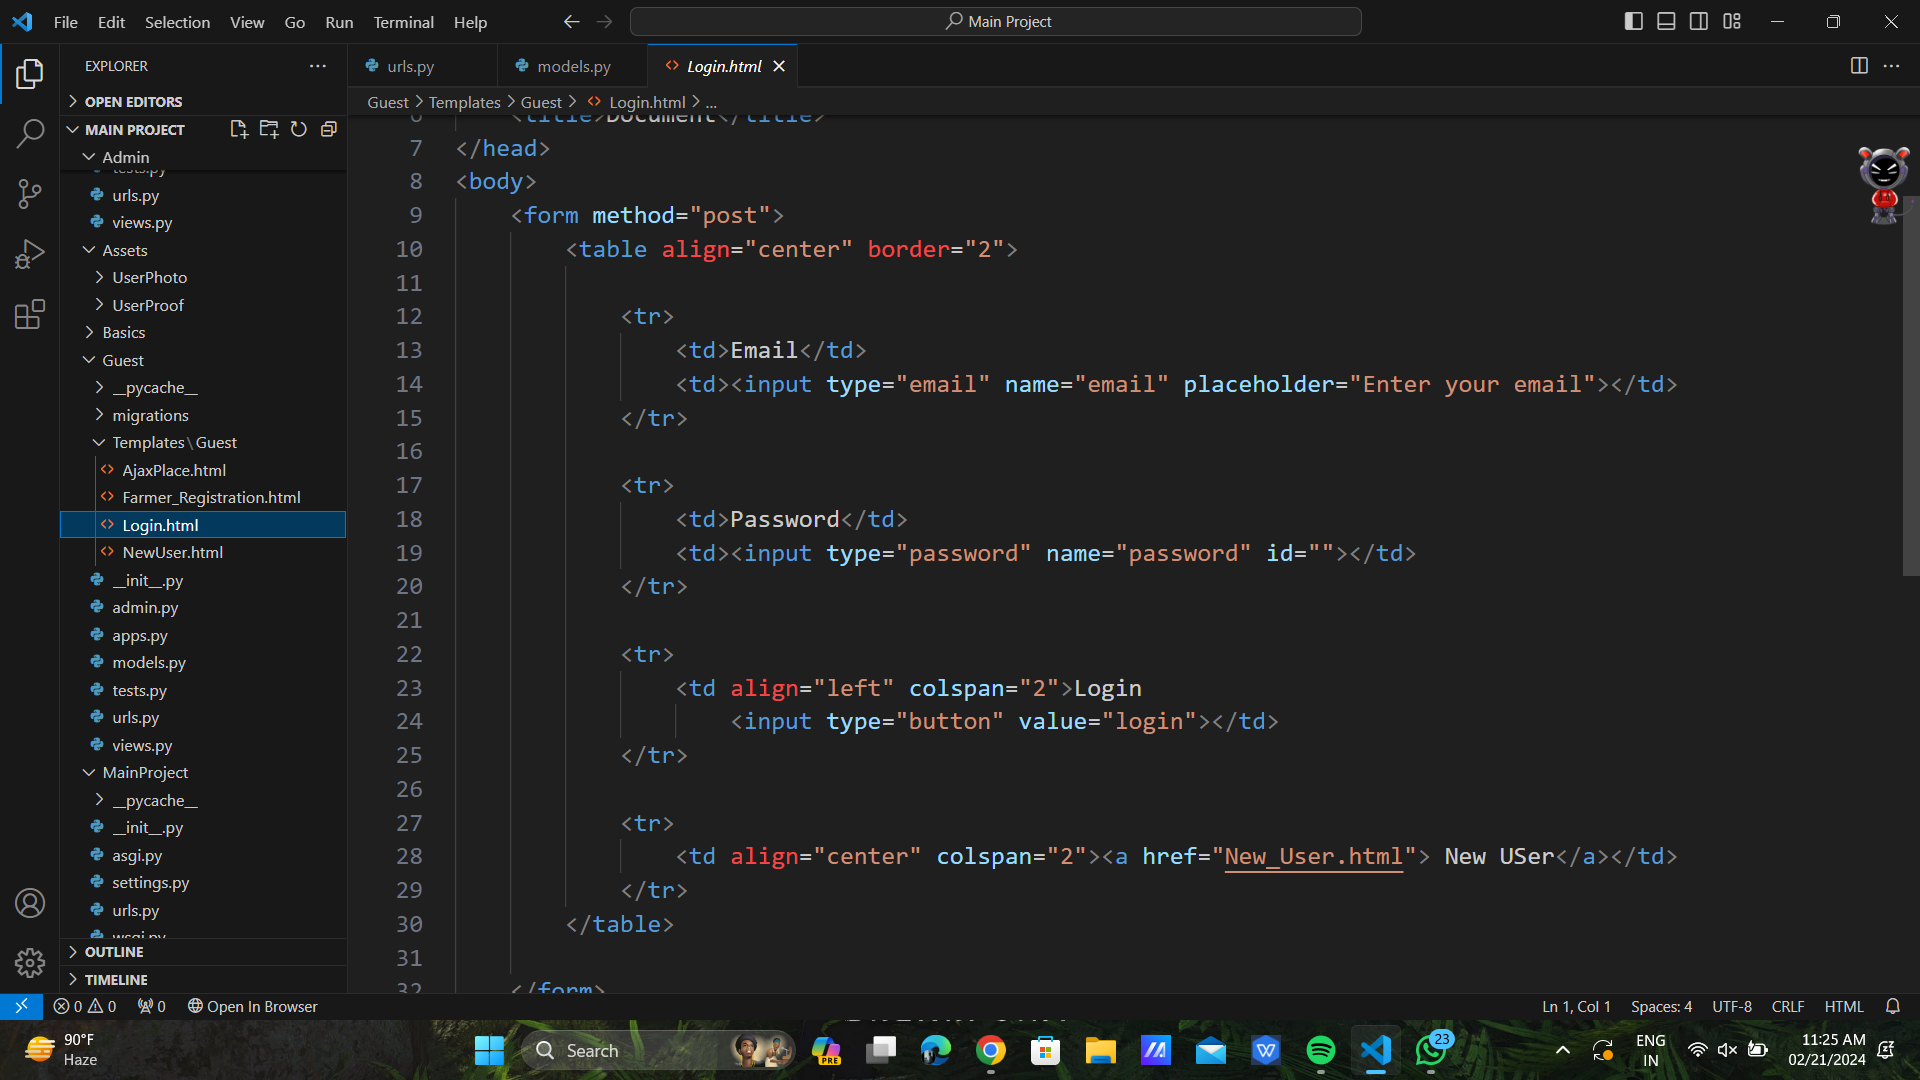 File Edit Selection View Go Run Terminal Help
Main Project
EXPLORER
OPEN EDITORS
MAIN PROJECT
Admin
tests.py
urls.py
views.py
Assets
UserPhoto
UserProof
Basics
Guest
__pycache__
migrations
Templates\Guest
AjaxPlace.html
Farmer_Registration.html
Login.html
NewUser.html
__init__.py
admin.py
apps.py
models.py
tests.py
urls.py
views.py
MainProject
__pycache__
__init__.py
asgi.py
settings.py
urls.py
wsgi.py
OUTLINE
TIMELINE
urls.py
models.py
Login.html
Guest > Templates > Guest > Login.html > ...
6 <title>Document</title>
7 </head>
8 <body>
9 <form method="post">
10 <table align="center" border="2">
11
12 <tr>
13 <td>Email</td>
14 <td><input type="email" name="email" placeholder="Enter your email"></td>
15 </tr>
16
17 <tr>
18 <td>Password</td>
19 <td><input type="password" name="password" id=""></td>
20 </tr>
21
22 <tr>
23 <td align="left" colspan="2">Login
24 <input type="button" value="login"></td>
25 </tr>
26
27 <tr>
28 <td align="center" colspan="2"><a href="New_User.html"> New USer</a></td>
29 </tr>
30 </table>
31
32 </form>
0 0 0 Open In Browser
Ln 1, Col 1 Spaces: 4 UTF-8 CRLF HTML
90°F
Haze
Search
PRE
23
ENG
IN
11:25 AM
02/21/2024